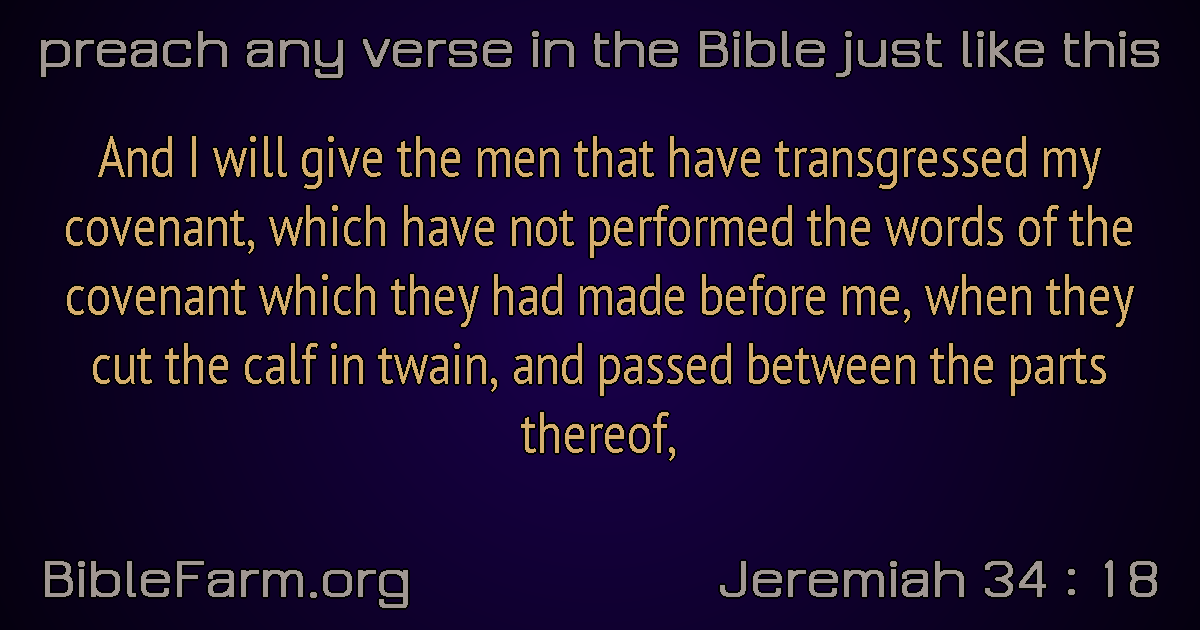 preach any verse in the Bible just like this
And I will give the men that have transgressed my
covenant, which have not performed the words of the
covenant which they had made before me, when they
cut the calf in twain, and passed between the parts
thereof,
BibleFarm.org
Jeremiah 34 : 18